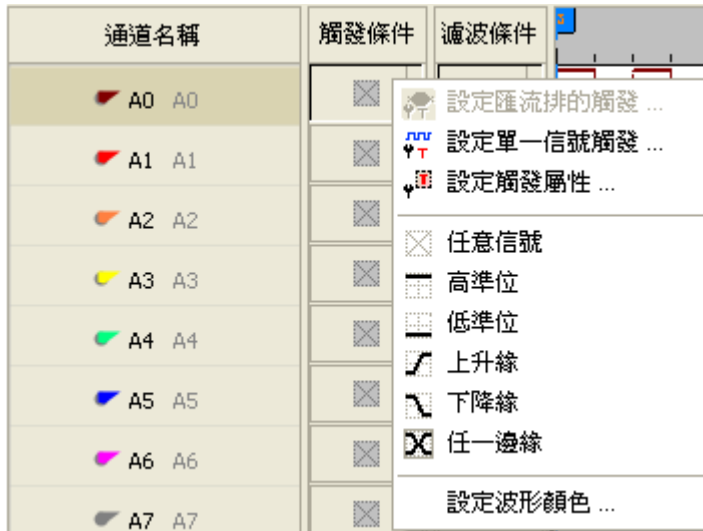 通道名稱 觸發條件 濾波條件
A0 A0
A1 A1
A2 A2
A3 A3
A4 A4
A5 A5
A6 A6
A7 A7
設定匯流排的觸發 ...
設定單一信號觸發 ...
設定觸發屬性 ...
任意信號
高準位
低準位
上升緣
下降緣
任一邊緣
設定波形顏色 ...